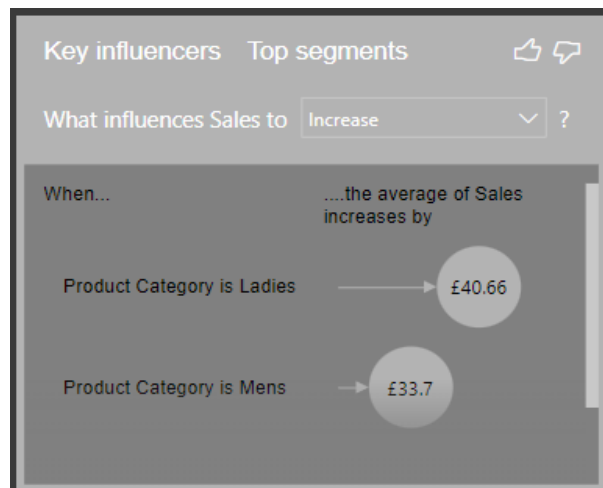 Key influencers Top segments
What influences Sales to Increase ?
When... ....the average of Sales
increases by
Product Category is Ladies £40.66
Product Category is Mens £33.7